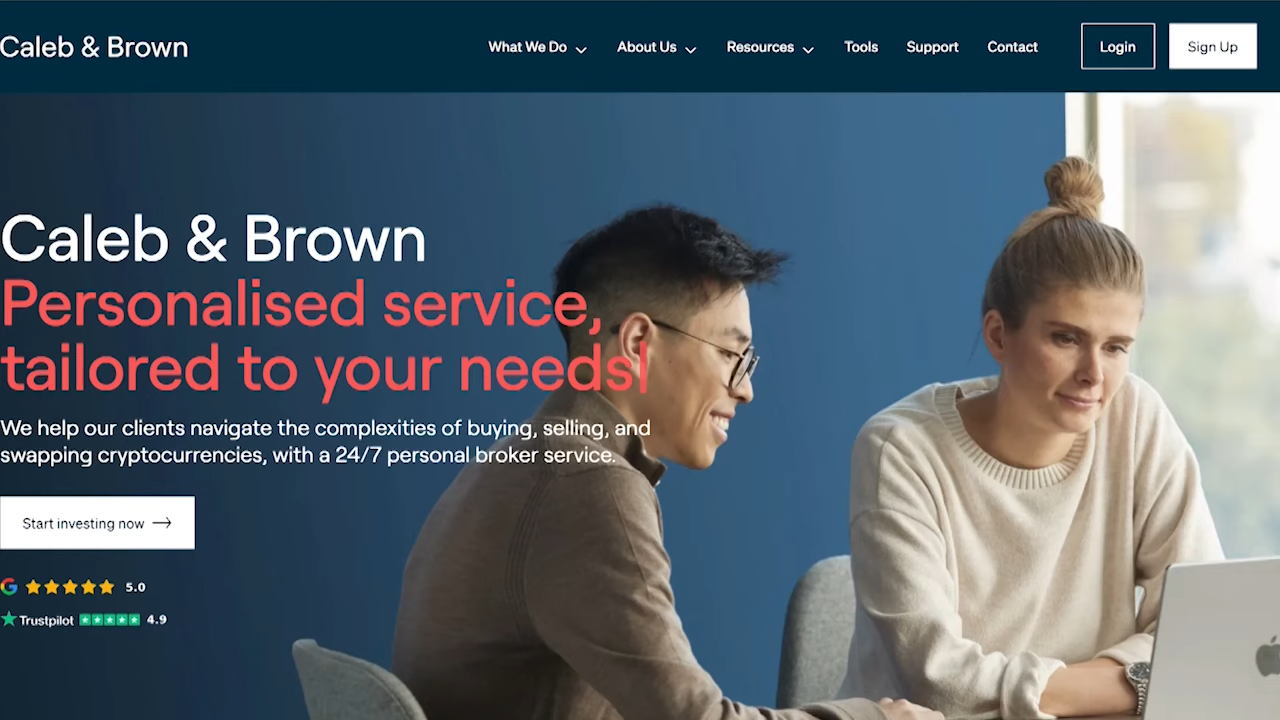 Caleb & Brown
What We Do
About Us
Resources
Tools
Support
Contact
Login
Sign Up
Caleb & Brown
Personalised service,
tailored to your needs
We help our clients navigate the complexities of buying, selling, and
swapping cryptocurrencies, with a 24/7 personal broker service.
Start investing now →
G 5.0
Trustpilot 4.9